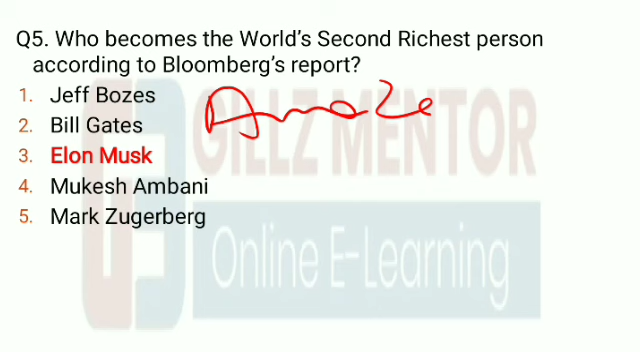 Q5. Who becomes the World's Second Richest person
according to Bloomberg's report?
1. Jeff Bozes
Amaze
2. Bill Gates
3. Elon Musk
4. Mukesh Ambani
5. Mark Zugerberg
GILLZ MENTOR
Online E-Learning